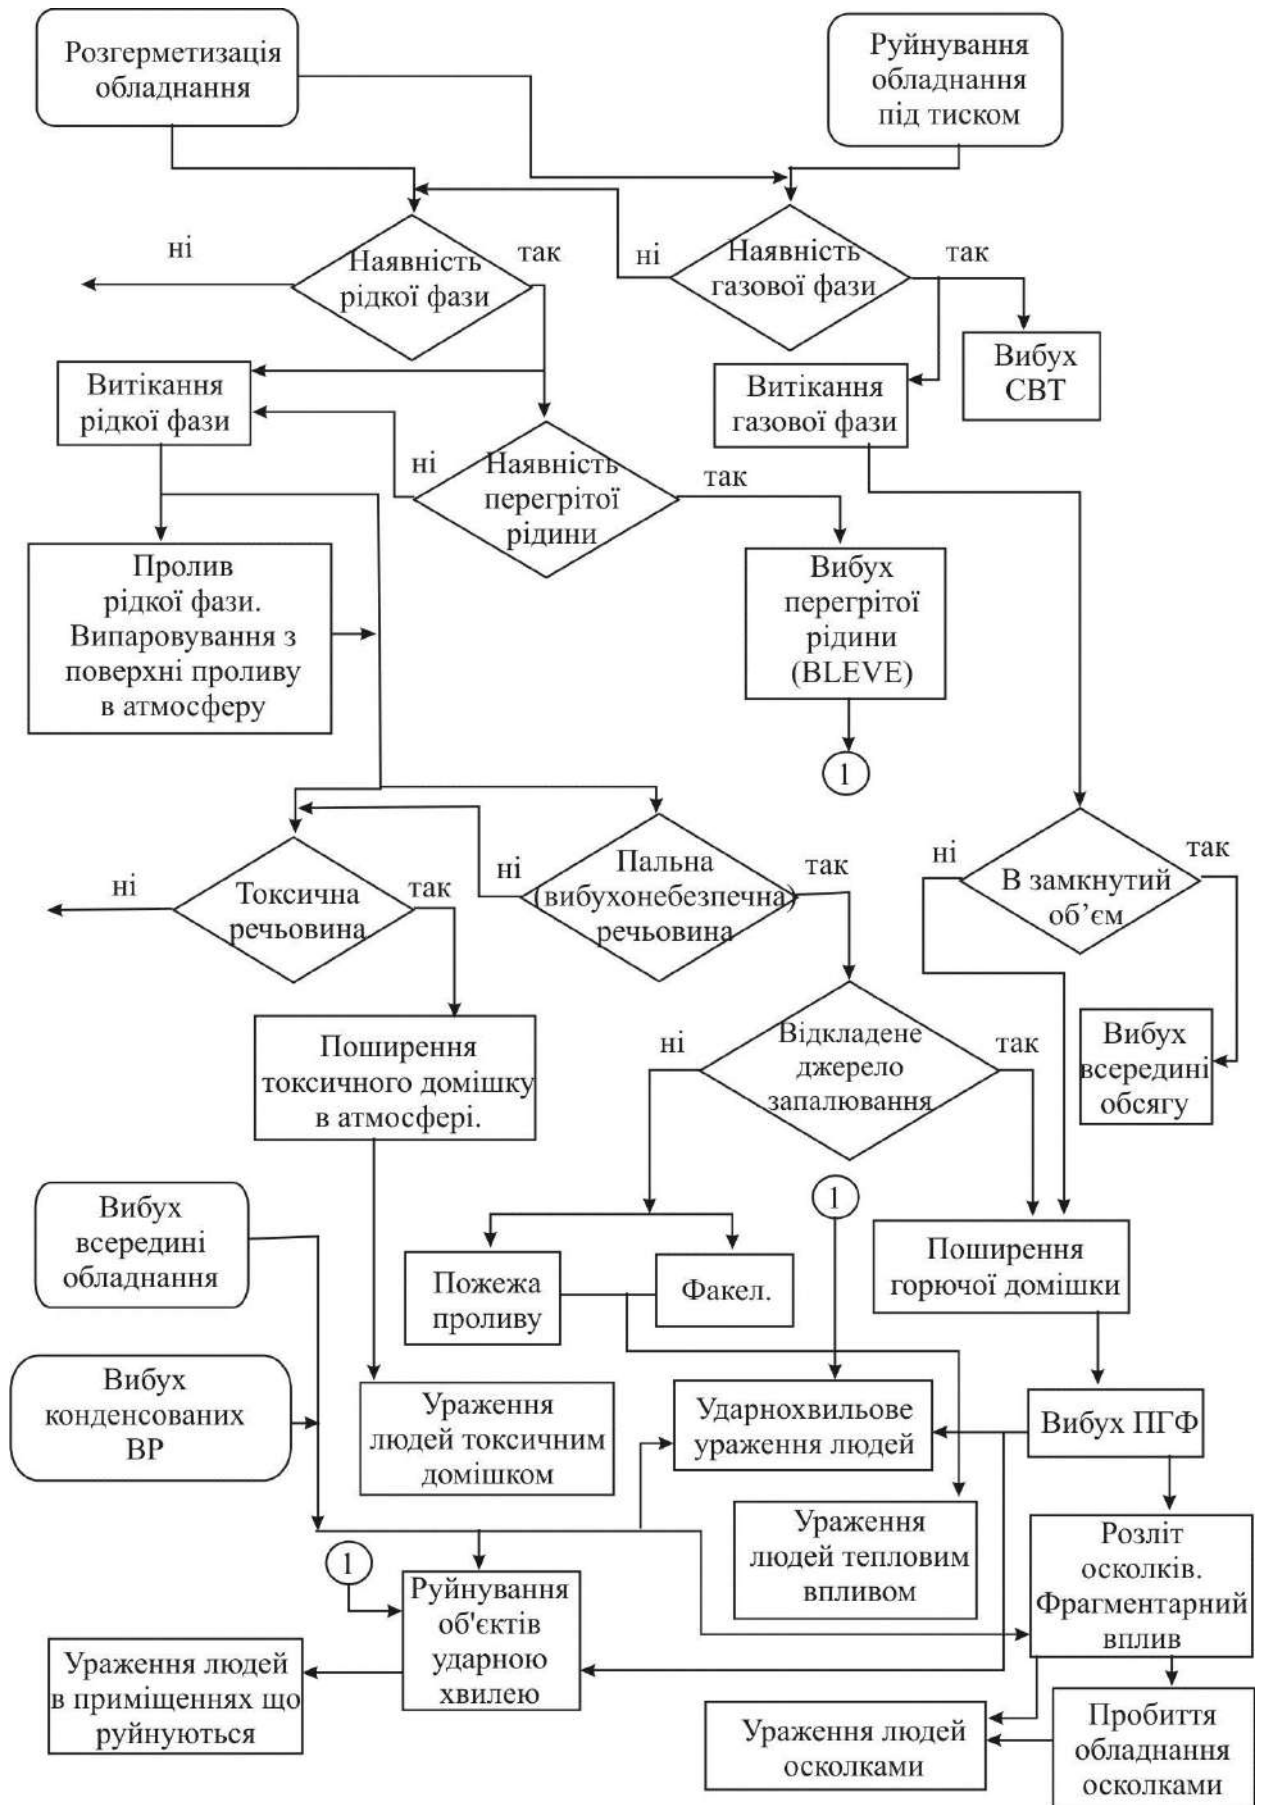 Розгерметизація
обладнання
Руйнування
обладнання
під тиском
ні
Наявність
рідкої фази
так
ні
Наявність
газової фази
так
Витікання
рідкої фази
Витікання
газової фази
Вибух
СВТ
ні
Наявність
перегрітої
рідини
так
Пролив
рідкої фази.
Випаровування з
поверхні проливу
в атмосферу
Вибух
перегрітої
рідини
(BLEVE)
1
ні
Токсична
речьовина
так
ні
Пальна
(вибухонебезпечна)
речьовина
так
ні
В замкнутий
об’єм
так
Поширення
токсичного домішку
в атмосфері.
ні
Відкладене
джерело
запалювання
так
Вибух
всередині
обсягу
Вибух
всередині
обладнання
1
Пожежа
проливу
Факел.
Поширення
горючої домішки
Вибух
конденсованих
ВР
Ураження
людей токсичним
домішком
Ударнохвильове
ураження людей
Вибух ПГФ
Ураження
людей тепловим
впливом
Розліт
осколків.
Фрагментарний
вплив
1
Руйнування
об'єктів
ударною
хвилею
Ураження людей
в приміщеннях що
руйнуються
Ураження людей
осколками
Пробиття
обладнання
осколками